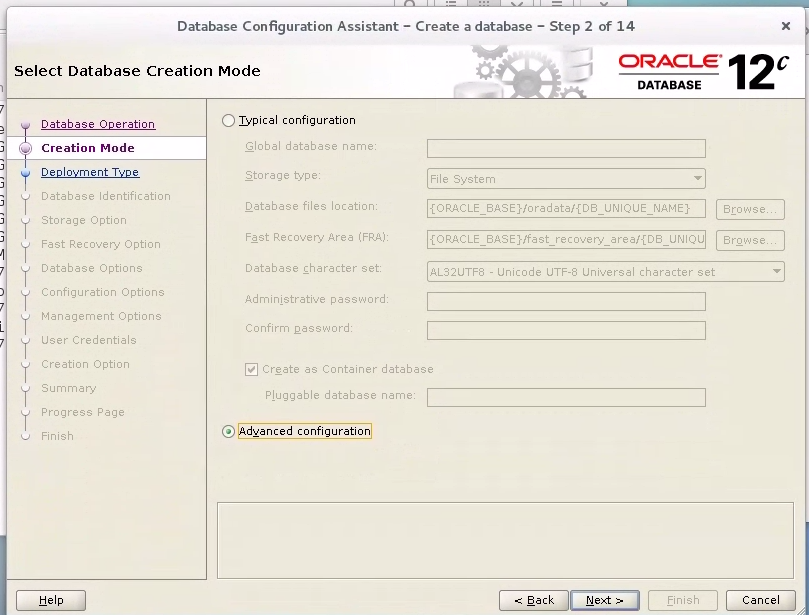 Database Configuration Assistant – Create a database – Step 2 of 14
Select Database Creation Mode
ORACLE
DATABASE
12c
Database Operation
Creation Mode
Deployment Type
Database Identification
Storage Option
Fast Recovery Option
Database Options
Configuration Options
Management Options
User Credentials
Creation Option
Summary
Progress Page
Finish
Typical configuration
Global database name:
Storage type: File System
Database files location: {ORACLE_BASE}/oradata/{DB_UNIQUE_NAME} Browse...
Fast Recovery Area (FRA): {ORACLE_BASE}/fast_recovery_area/{DB_UNIQU Browse...
Database character set: AL32UTF8 - Unicode UTF-8 Universal character set
Administrative password:
Confirm password:
Create as Container database
Pluggable database name:
Advanced configuration
Help < Back Next > Finish Cancel